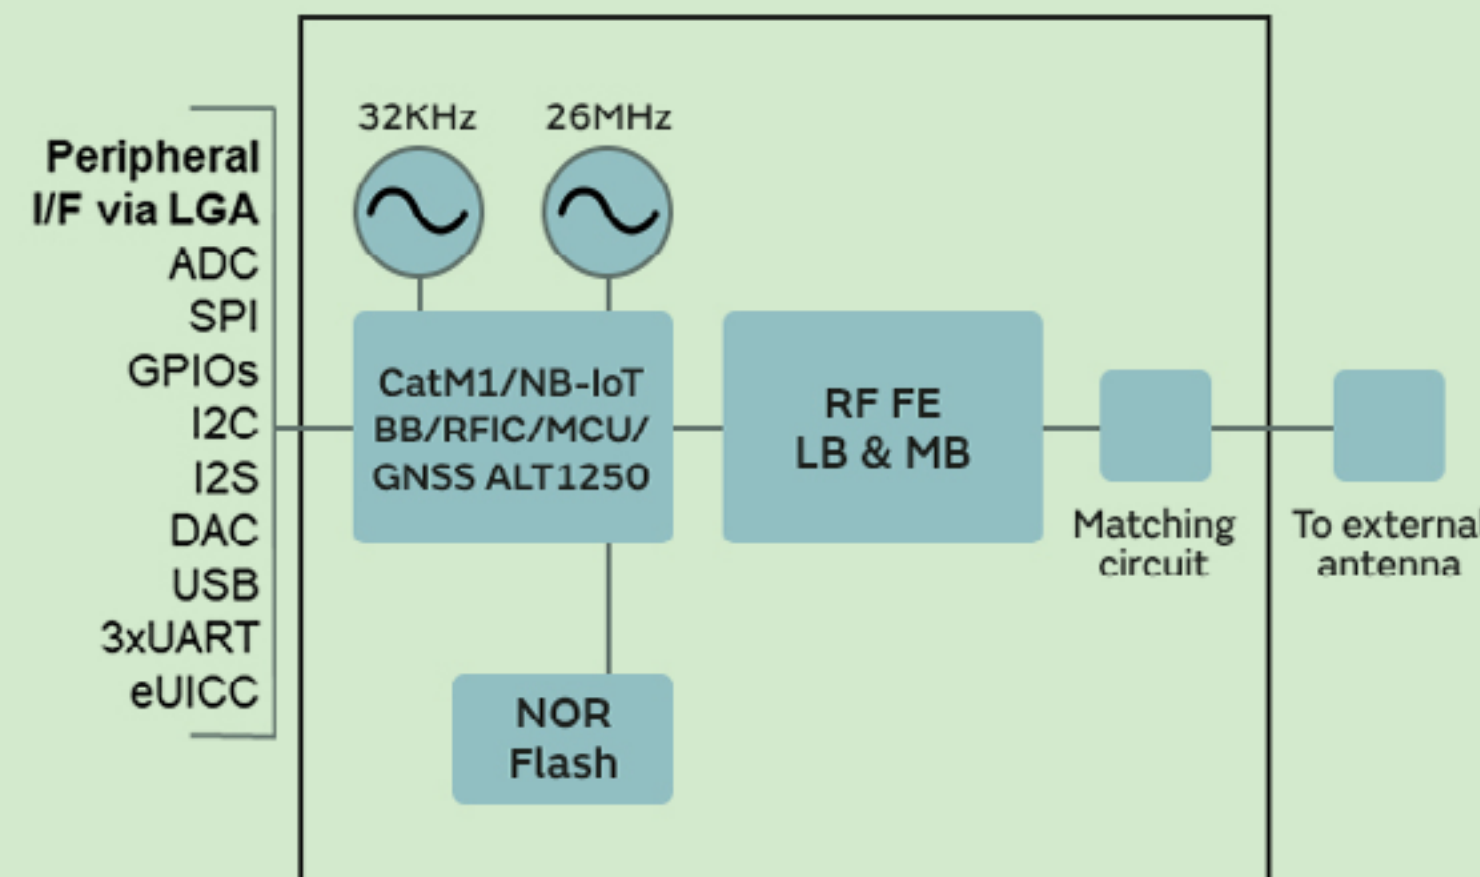 32KHz
26MHz
Peripheral
I/F via LGA
ADC
SPI
GPIOs
I2C
I2S
DAC
USB
3xUART
eUICC
CatM1/NB-IoT
BB/RFIC/MCU/
GNSS ALT1250
RF FE
LB & MB
Matching
circuit
To external
antenna
NOR
Flash